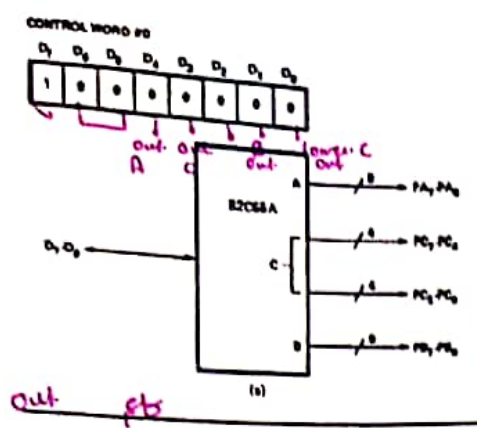 CONTROL WORD #0
D7 D6 D5 D4 D3 D2 D1 D0
1 0 0 0 0 0 0 0
Out Out B Lower C
A C Out Out
82C55A
A 8 PA7-PA0
D7-D0
4 PC7-PC4
C
4 PC3-PC0
B 8 PB7-PB0
(a)
Out